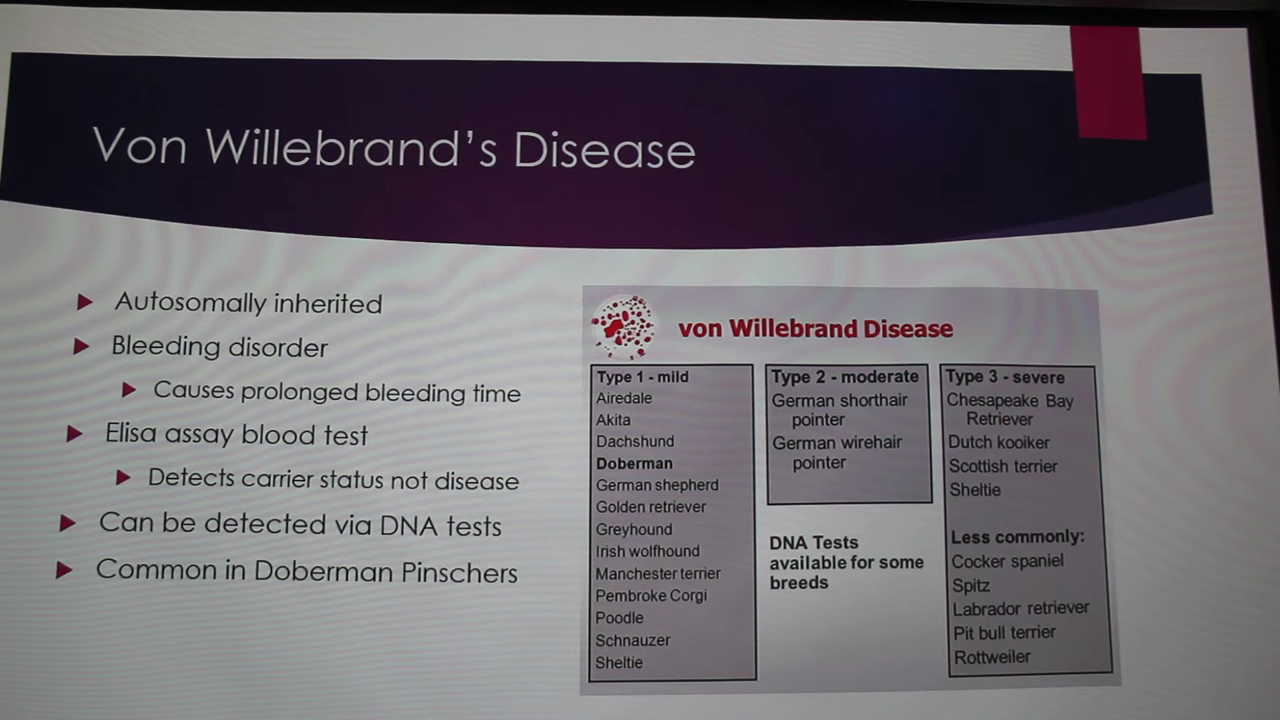 Von Willebrand's Disease
Autosomally inherited
Bleeding disorder
Causes prolonged bleeding time
Elisa assay blood test
Detects carrier status not disease
Can be detected via DNA tests
Common in Doberman Pinschers
von Willebrand Disease
Type 1 - mild
Airedale
Akita
Dachshund
Doberman
German shepherd
Golden retriever
Greyhound
Irish wolfhound
Manchester terrier
Pembroke Corgi
Poodle
Schnauzer
Sheltie
Type 2 - moderate
German shorthair
pointer
German wirehair
pointer
DNA Tests
available for some
breeds
Type 3 - severe
Chesapeake Bay
Retriever
Dutch kooiker
Scottish terrier
Sheltie
Less commonly:
Cocker spaniel
Spitz
Labrador retriever
Pit bull terrier
Rottweiler